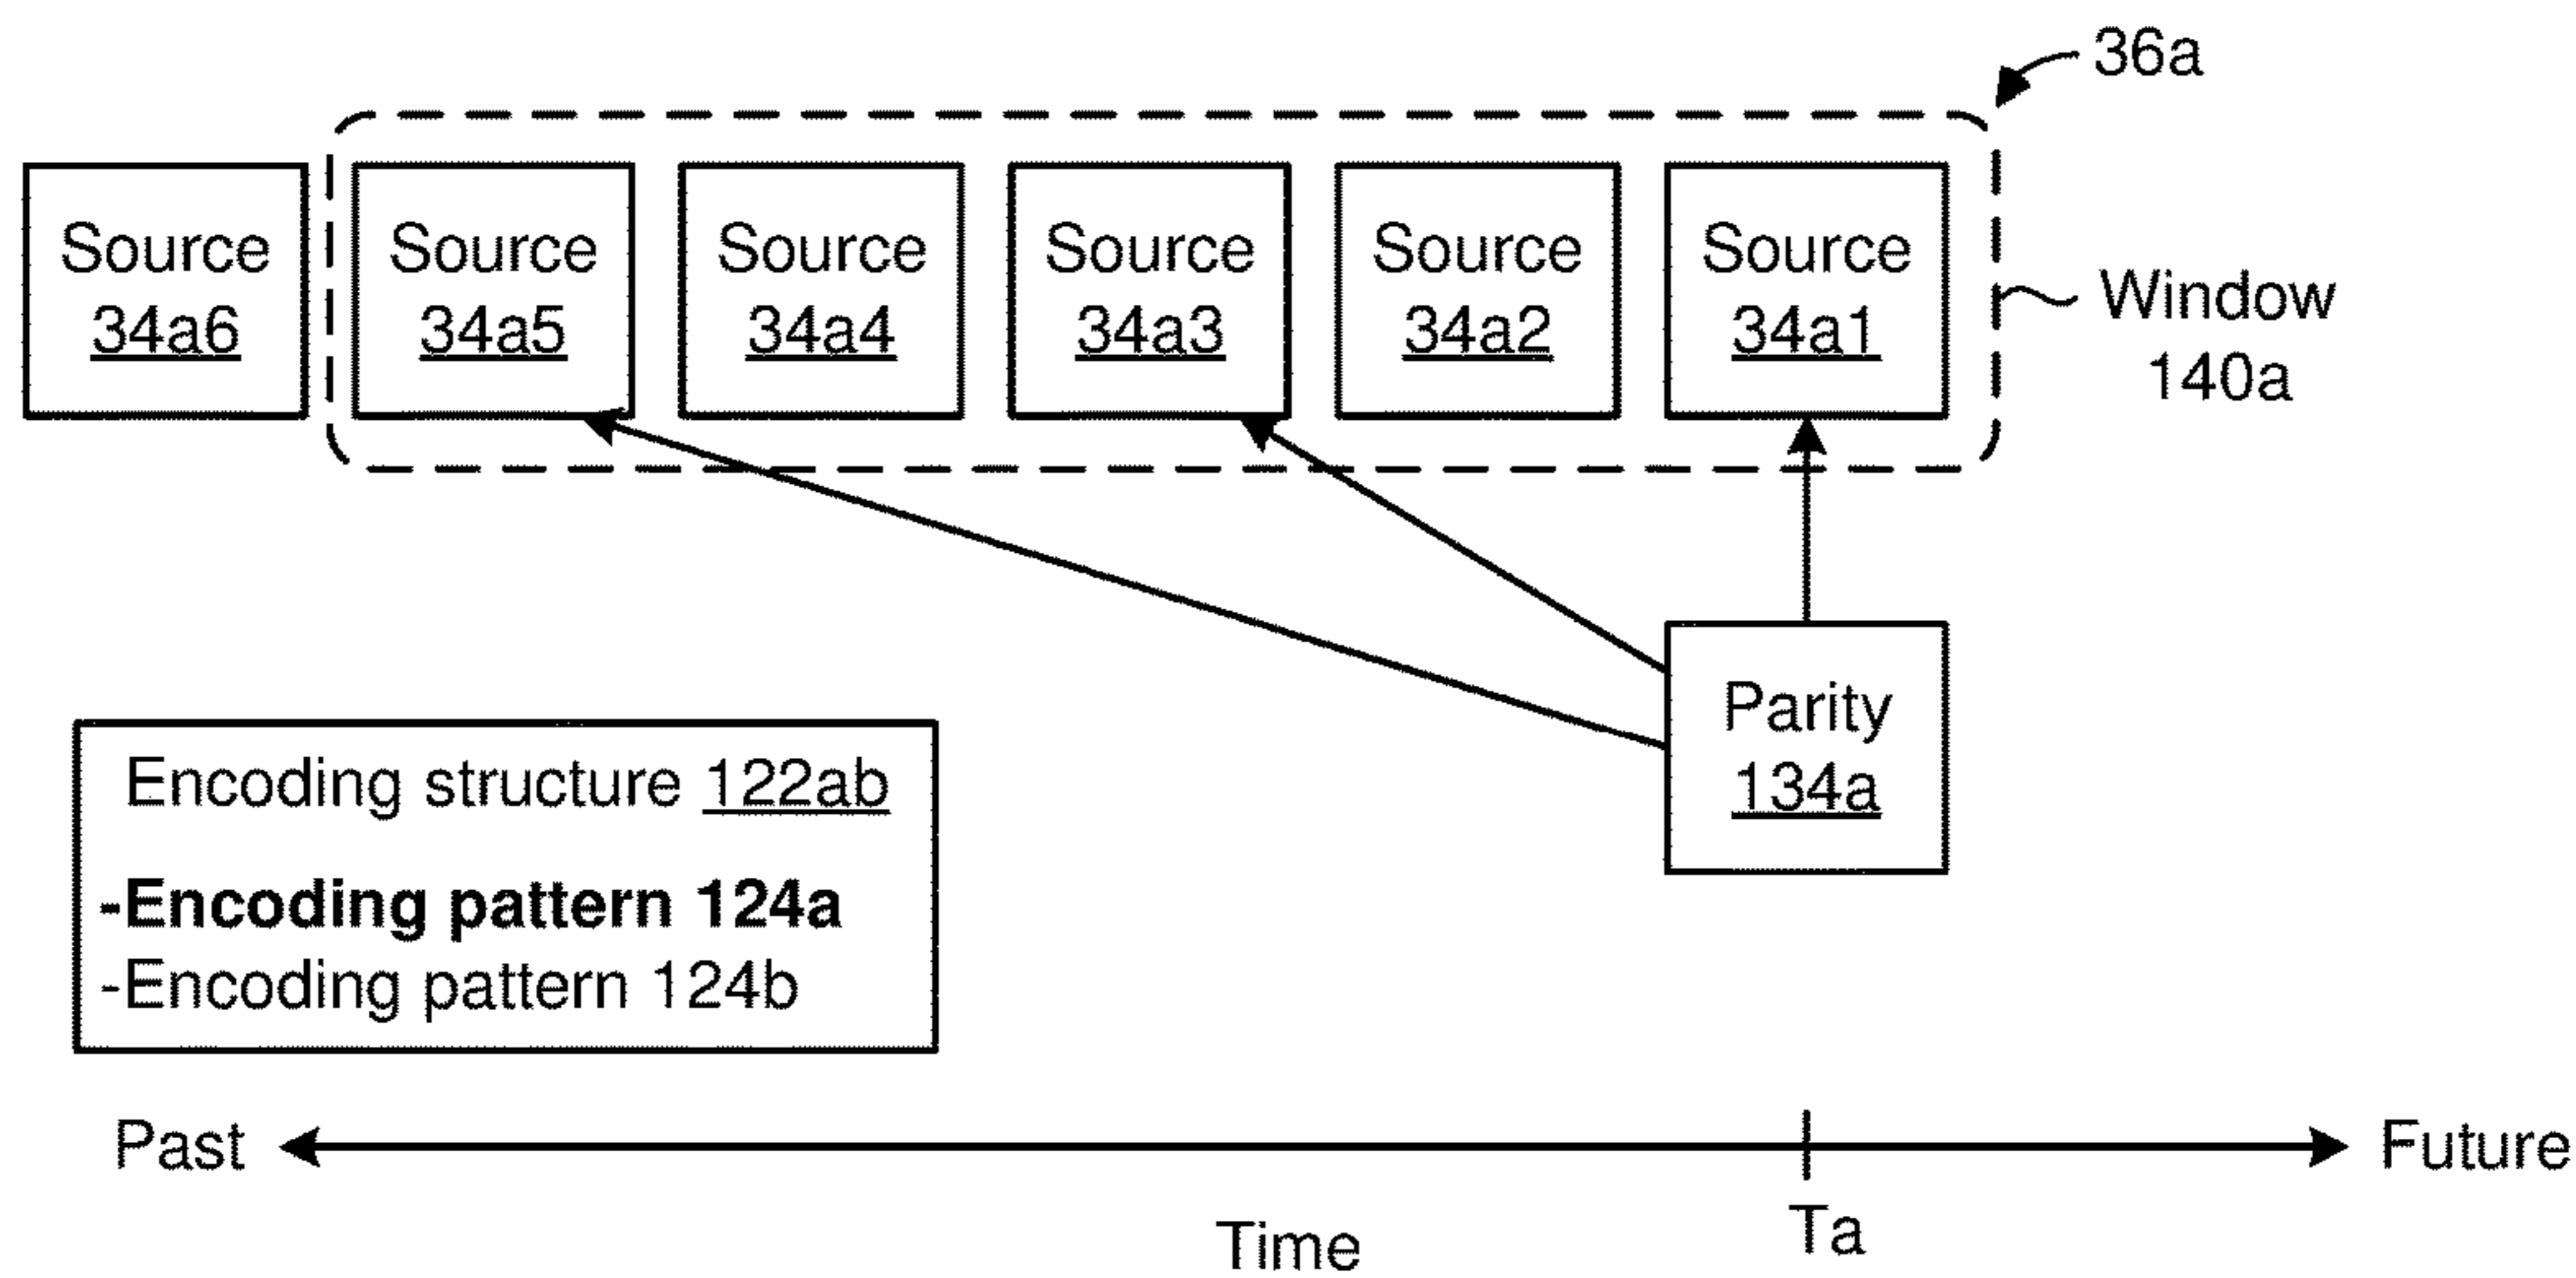 36a
Source
34a6
Source
34a5
Source
34a4
Source
34a3
Source
34a2
Source
34a1
Window
140a
Parity
134a
Encoding structure 122ab
-Encoding pattern 124a
-Encoding pattern 124b
Past
Future
Time
Ta